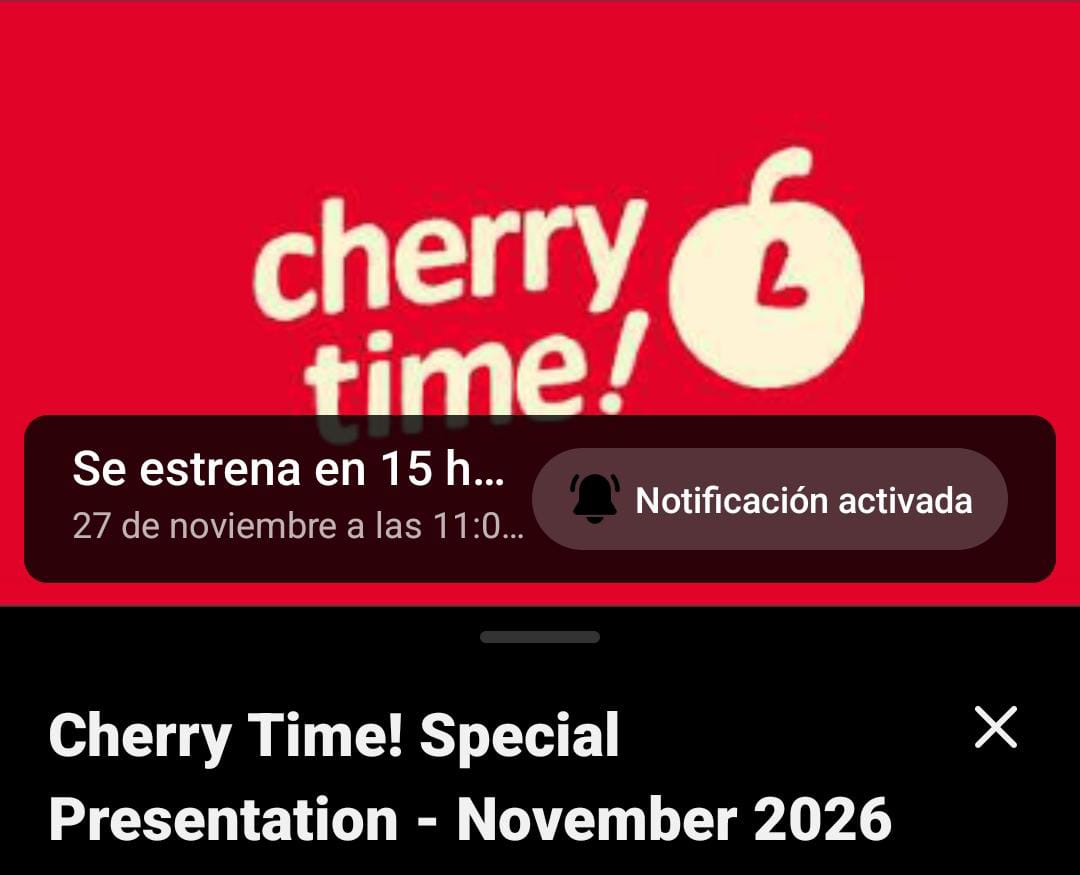 cherry
time!
Se estrena en 15 h...
27 de noviembre a las 11:0...
Notificación activada
Cherry Time! Special
Presentation - November 2026